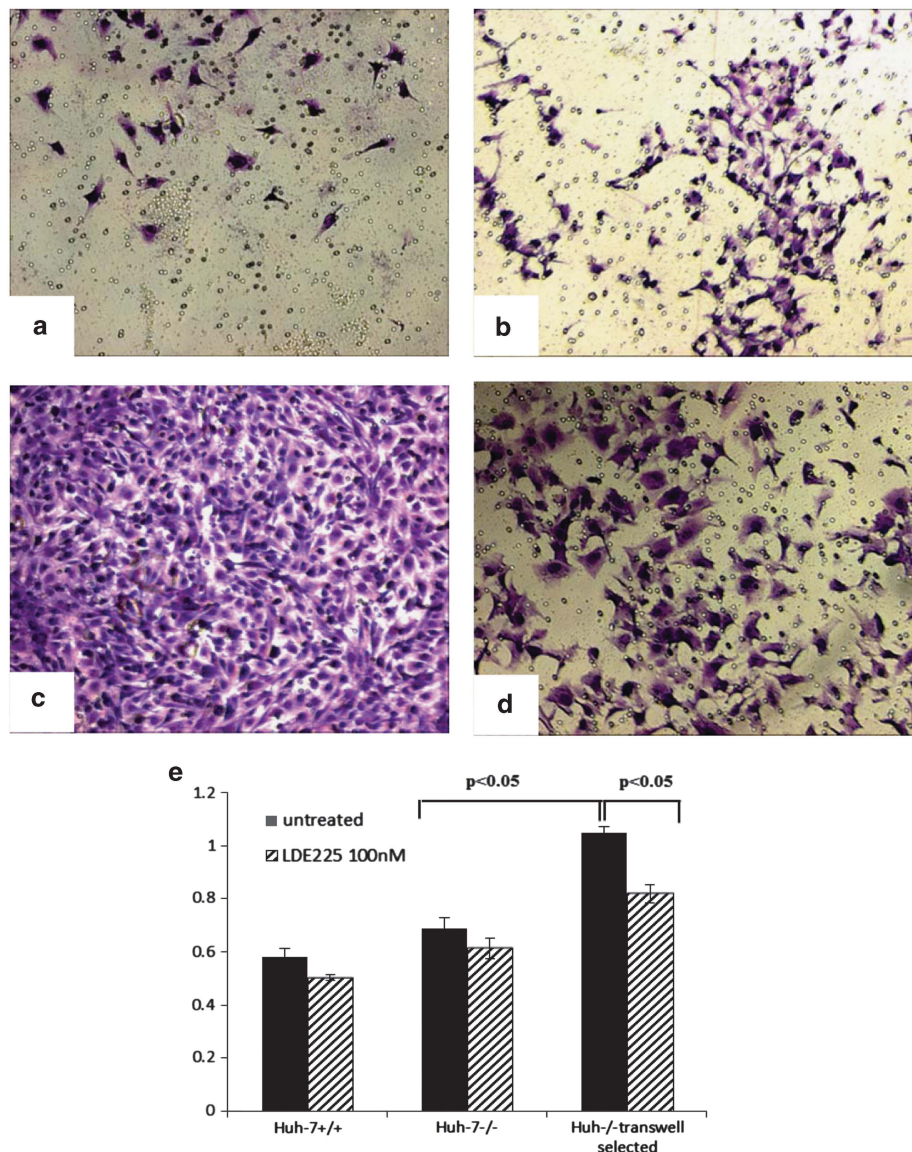 a
b
c
d
e
p<0.05
p<0.05
1.2
untreated
1
LDE225 100nM
0.8
0.6
0.4
0.2
0
Huh-7+/+
Huh-7-/-
Huh-/-transwell
selected